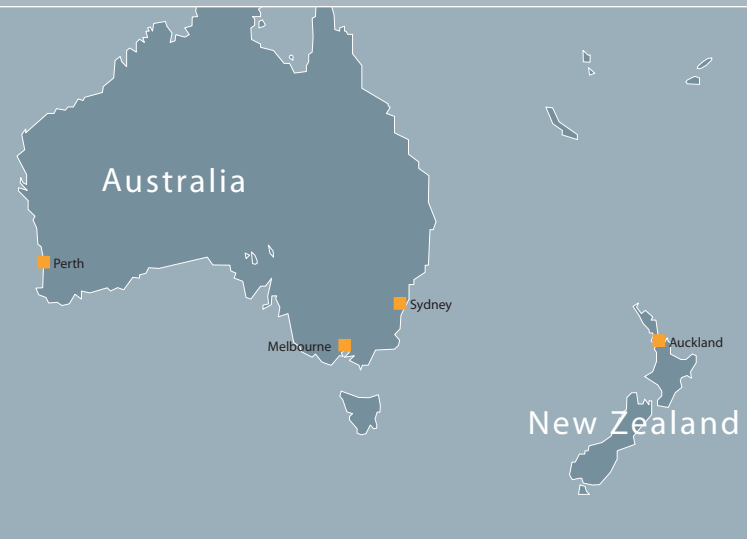 Australia
Perth
Sydney
Melbourne
Auckland
New Zealand